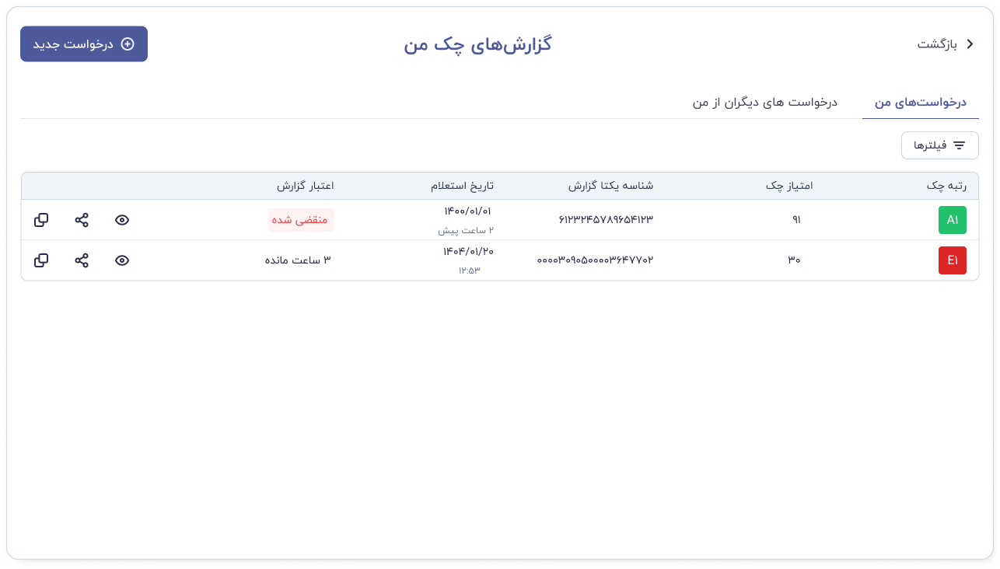 بازگشت
گزارش‌های چک من
درخواست جدید
درخواست‌های من
درخواست های دیگران از من
فیلترها
رتبه چک امتیاز چک شناسه یکتا گزارش تاریخ استعلام اعتبار گزارش
A۱ ۹۱ ۶۱۲۳۲۴۵۷۸۹۶۵۴۱۲۳ ۱۴۰۰/۰۱/۰۱ منقضی شده
۲ ساعت پیش
E۱ ۳۰ ۰۰۰۰۳۰۹۰۵۰۰۰۰۳۶۴۷۷۰۲ ۱۴۰۴/۰۱/۲۰ ۳ ساعت مانده
۱۲:۵۳